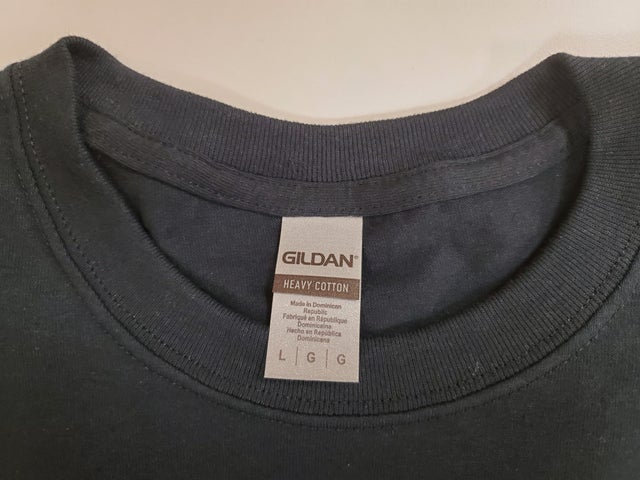 GILDAN®
HEAVY COTTON
Made in Dominican
Republic
Fabriqué en République
Dominicaine
Hecho en República
Dominicana
L | G | G